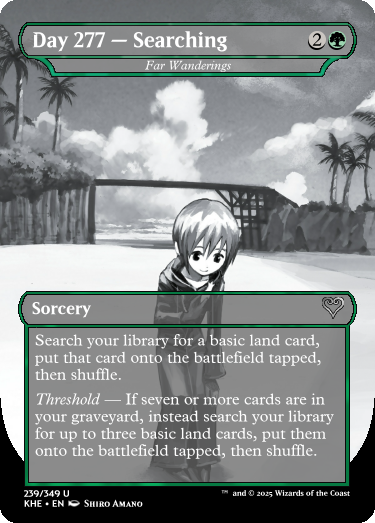 Day 277 — Searching
2
Far Wanderings
Sorcery
Search your library for a basic land card,
put that card onto the battlefield tapped,
then shuffle.
Threshold — If seven or more cards are in
your graveyard, instead search your library
for up to three basic land cards, put them
onto the battlefield tapped, then shuffle.
239/349 U
KHE • EN Shiro Amano
™ and © 2025 Wizards of the Coast